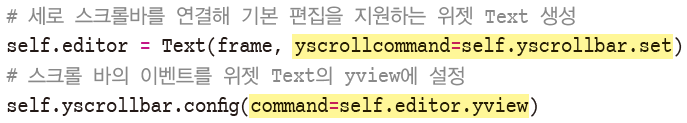 # 세로 스크롤바를 연결해 기본 편집을 지원하는 위젯 Text 생성
self.editor = Text(frame, yscrollcommand=self.yscrollbar.set)
# 스크롤 바의 이벤트를 위젯 Text의 yview에 설정
self.yscrollbar.config(command=self.editor.yview)